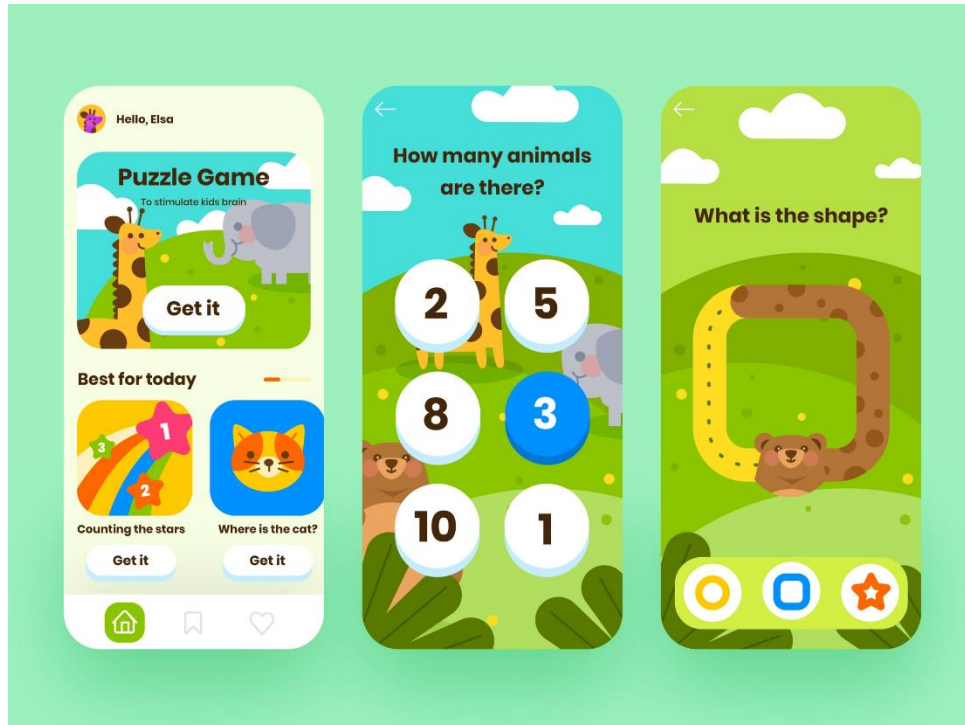 Hello, Elsa
Puzzle Game
To stimulate kids brain
Get it
Best for today
1
3
2
Counting the stars
Where is the cat?
Get it
Get it
How many animals
are there?
2
5
8
3
10
1
What is the shape?